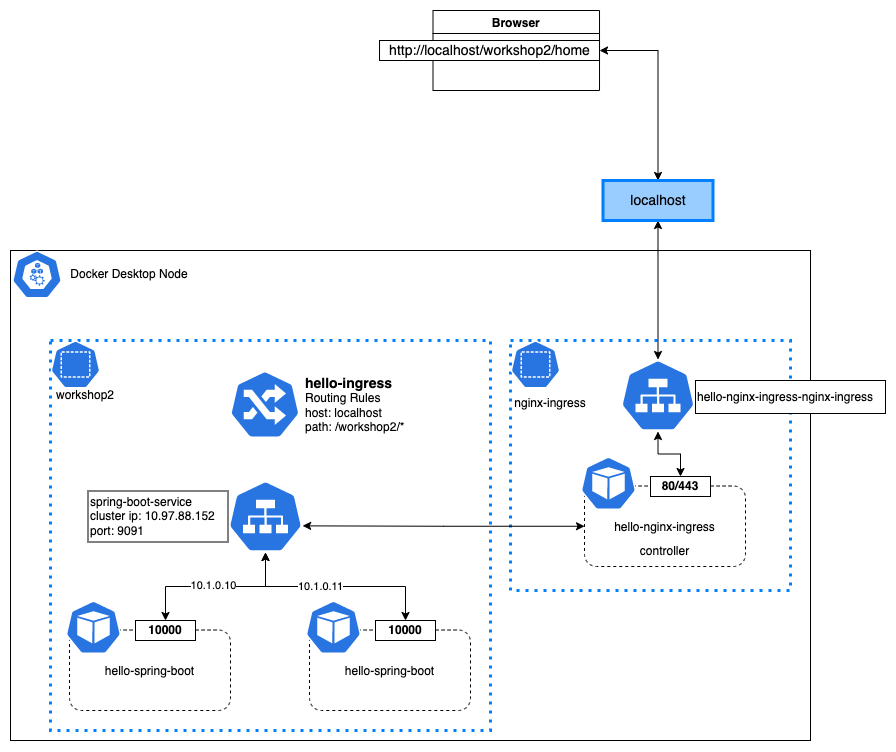 Browser
http://localhost/workshop2/home
localhost
Docker Desktop Node
workshop2
hello-ingress
Routing Rules
host: localhost
path: /workshop2/*
nginx-ingress
hello-nginx-ingress-nginx-ingress
80/443
hello-nginx-ingress
controller
spring-boot-service
cluster ip: 10.97.88.152
port: 9091
10.1.0.10
10.1.0.11
10000
hello-spring-boot
10000
hello-spring-boot